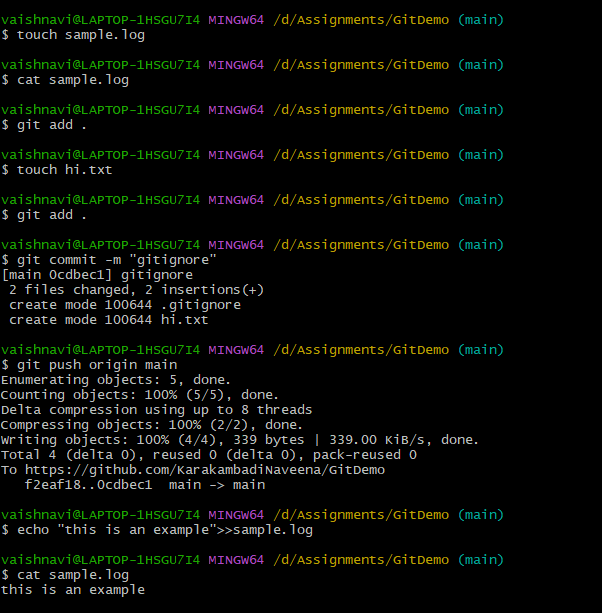 vaishnavi@LAPTOP-1HSGU7I4 MINGW64 /d/Assignments/GitDemo (main)
$ touch sample.log
vaishnavi@LAPTOP-1HSGU7I4 MINGW64 /d/Assignments/GitDemo (main)
$ cat sample.log
vaishnavi@LAPTOP-1HSGU7I4 MINGW64 /d/Assignments/GitDemo (main)
$ git add .
vaishnavi@LAPTOP-1HSGU7I4 MINGW64 /d/Assignments/GitDemo (main)
$ touch hi.txt
vaishnavi@LAPTOP-1HSGU7I4 MINGW64 /d/Assignments/GitDemo (main)
$ git add .
vaishnavi@LAPTOP-1HSGU7I4 MINGW64 /d/Assignments/GitDemo (main)
$ git commit -m "gitignore"
[main 0cdbec1] gitignore
 2 files changed, 2 insertions(+)
 create mode 100644 .gitignore
 create mode 100644 hi.txt
vaishnavi@LAPTOP-1HSGU7I4 MINGW64 /d/Assignments/GitDemo (main)
$ git push origin main
Enumerating objects: 5, done.
Counting objects: 100% (5/5), done.
Delta compression using up to 8 threads
Compressing objects: 100% (2/2), done.
Writing objects: 100% (4/4), 339 bytes | 339.00 KiB/s, done.
Total 4 (delta 0), reused 0 (delta 0), pack-reused 0
To https://github.com/KarakambadiNaveena/GitDemo
   f2eaf18..0cdbec1  main -> main
vaishnavi@LAPTOP-1HSGU7I4 MINGW64 /d/Assignments/GitDemo (main)
$ echo "this is an example">>sample.log
vaishnavi@LAPTOP-1HSGU7I4 MINGW64 /d/Assignments/GitDemo (main)
$ cat sample.log
this is an example